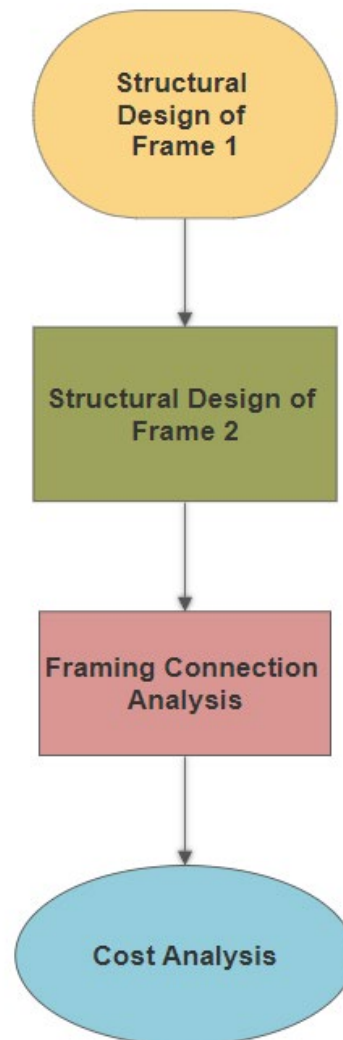 Structural
Design of
Frame 1
Structural Design of
Frame 2
Framing Connection
Analysis
Cost Analysis